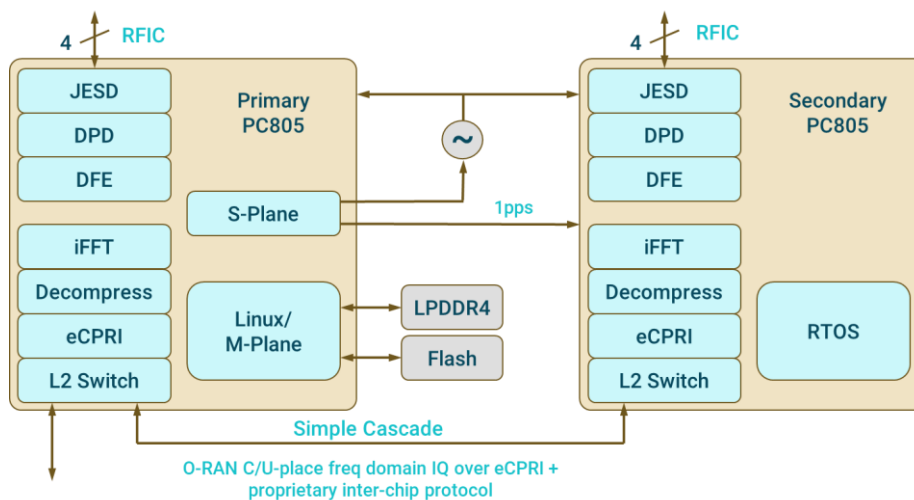 4
RFIC
JESD
DPD
DFE
iFFT
Decompress
eCPRI
L2 Switch
Primary
PC805
S-Plane
Linux/
M-Plane
~
1pps
LPDDR4
Flash
4
RFIC
JESD
DPD
DFE
iFFT
Decompress
eCPRI
L2 Switch
Secondary
PC805
RTOS
Simple Cascade
O-RAN C/U-place freq domain IQ over eCPRI +
proprietary inter-chip protocol